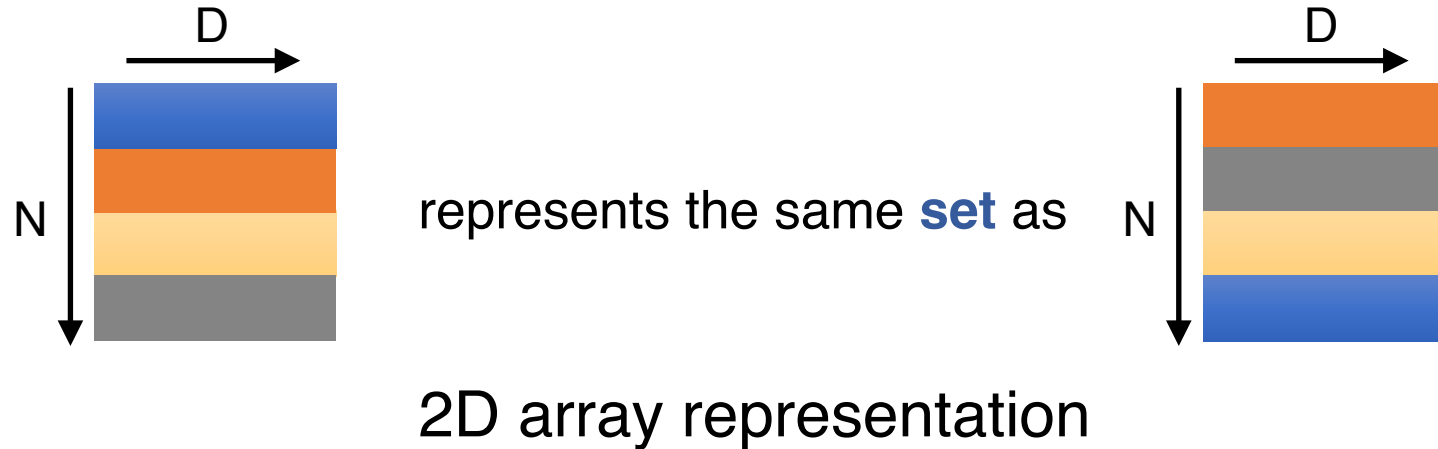 D
D
N
represents the same set as
N
2D array representation